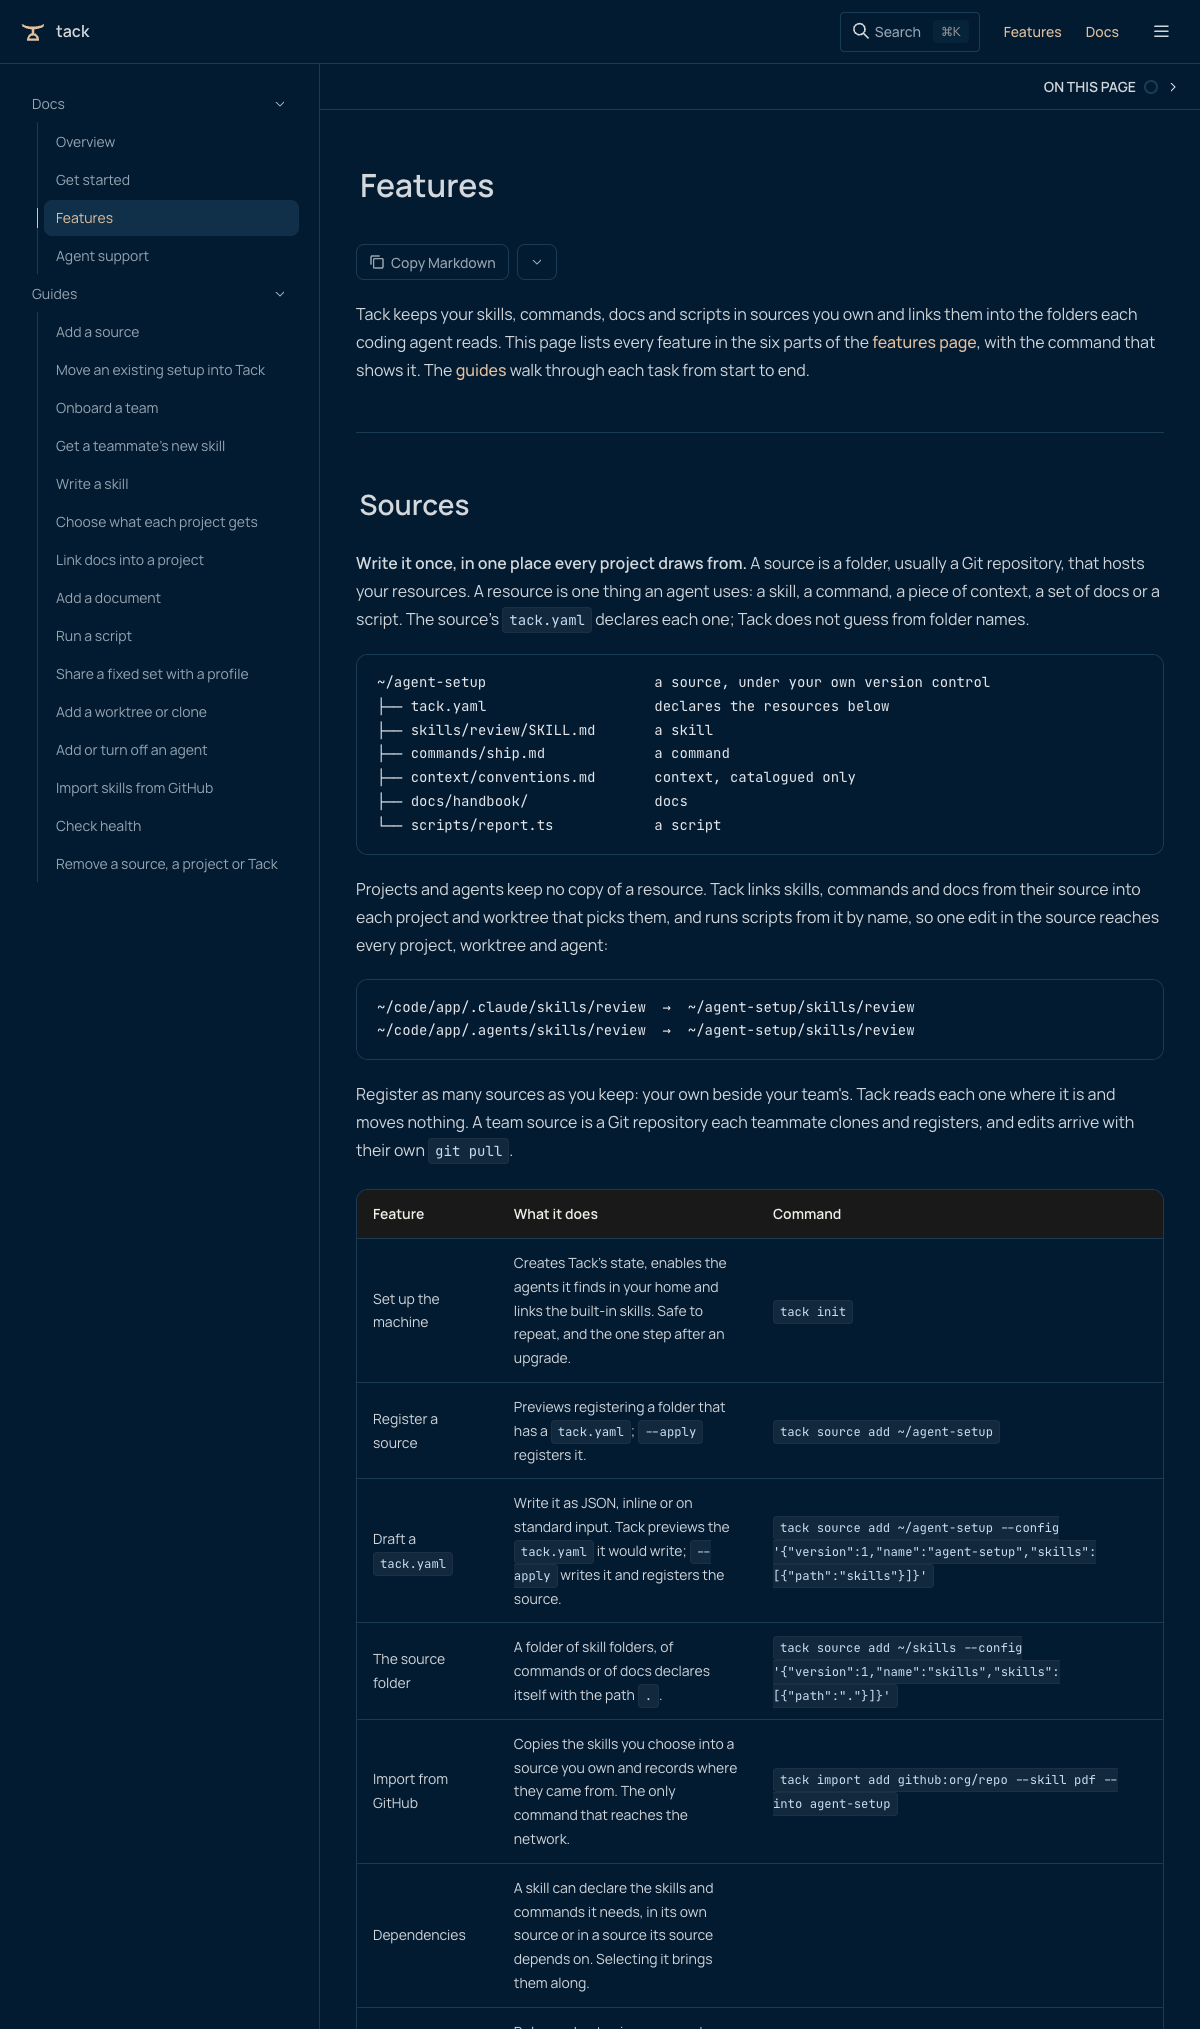 tack
Search ⌘K
Features
Docs
ON THIS PAGE
Docs
Overview
Get started
Features
Agent support
Guides
Add a source
Move an existing setup into Tack
Onboard a team
Get a teammate's new skill
Write a skill
Choose what each project gets
Link docs into a project
Add a document
Run a script
Share a fixed set with a profile
Add a worktree or clone
Add or turn off an agent
Import skills from GitHub
Check health
Remove a source, a project or Tack
Features
Copy Markdown
Tack keeps your skills, commands, docs and scripts in sources you own and links them into the folders each
coding agent reads. This page lists every feature in the six parts of the features page, with the command that
shows it. The guides walk through each task from start to end.
Sources
Write it once, in one place every project draws from. A source is a folder, usually a Git repository, that hosts
your resources. A resource is one thing an agent uses: a skill, a command, a piece of context, a set of docs or a
script. The source's tack.yaml declares each one; Tack does not guess from folder names.
~/agent-setup a source, under your own version control
├── tack.yaml declares the resources below
├── skills/review/SKILL.md a skill
├── commands/ship.md a command
├── context/conventions.md context, catalogued only
├── docs/handbook/ docs
└── scripts/report.ts a script
Projects and agents keep no copy of a resource. Tack links skills, commands and docs from their source into
each project and worktree that picks them, and runs scripts from it by name, so one edit in the source reaches
every project, worktree and agent:
~/code/app/.claude/skills/review → ~/agent-setup/skills/review
~/code/app/.agents/skills/review → ~/agent-setup/skills/review
Register as many sources as you keep: your own beside your team's. Tack reads each one where it is and
moves nothing. A team source is a Git repository each teammate clones and registers, and edits arrive with
their own git pull.
Feature What it does Command
Set up the
machine
Creates Tack's state, enables the
agents it finds in your home and
links the built-in skills. Safe to
repeat, and the one step after an
upgrade.
tack init
Register a
source
Previews registering a folder that
has a tack.yaml; --apply
registers it.
tack source add ~/agent-setup
Draft a
tack.yaml
Write it as JSON, inline or on
standard input. Tack previews the
tack.yaml it would write; --
apply writes it and registers the
source.
tack source add ~/agent-setup --config
'{"version":1,"name":"agent-setup","skills":
[{"path":"skills"}]}'
The source
folder
A folder of skill folders, of
commands or of docs declares
itself with the path ..
tack source add ~/skills --config
'{"version":1,"name":"skills","skills":
[{"path":"."}]}'
Import from
GitHub
Copies the skills you choose into a
source you own and records where
they came from. The only
command that reaches the
network.
tack import add github:org/repo --skill pdf --
into agent-setup
Dependencies
A skill can declare the skills and
commands it needs, in its own
source or in a source its source
depends on. Selecting it brings
them along.